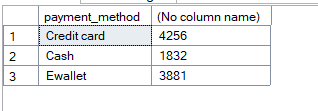 payment_method (No column name)
1 Credit card 4256
2 Cash 1832
3 Ewallet 3881